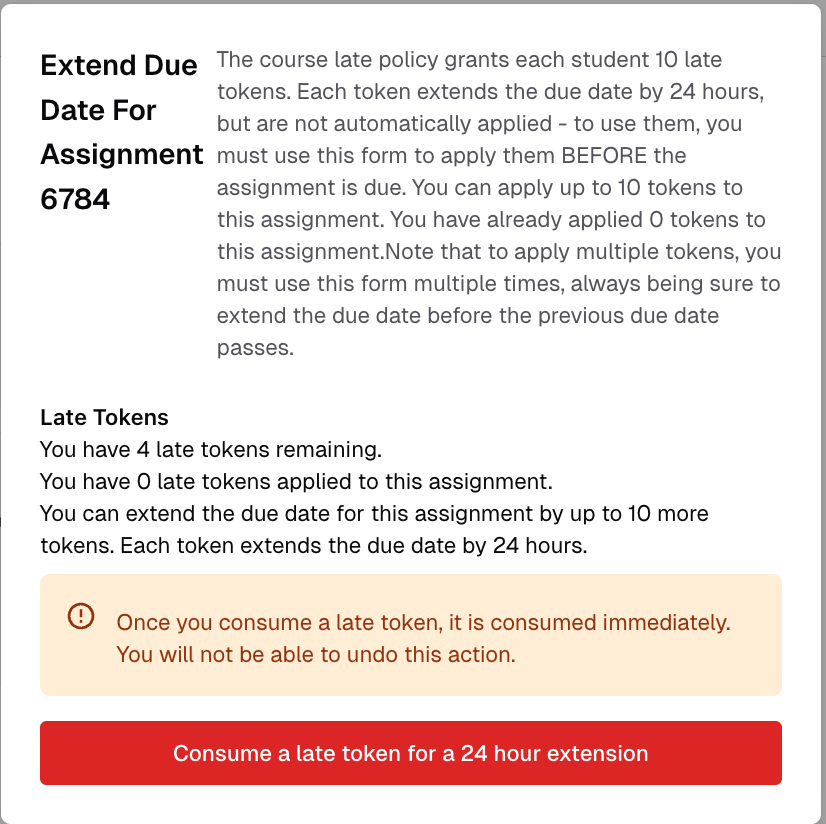 Extend Due
Date For
Assignment
6784
The course late policy grants each student 10 late
tokens. Each token extends the due date by 24 hours,
but are not automatically applied - to use them, you
must use this form to apply them BEFORE the
assignment is due. You can apply up to 10 tokens to
this assignment. You have already applied 0 tokens to
this assignment.Note that to apply multiple tokens, you
must use this form multiple times, always being sure to
extend the due date before the previous due date
passes.
Late Tokens
You have 4 late tokens remaining.
You have 0 late tokens applied to this assignment.
You can extend the due date for this assignment by up to 10 more
tokens. Each token extends the due date by 24 hours.
Once you consume a late token, it is consumed immediately.
You will not be able to undo this action.
Consume a late token for a 24 hour extension